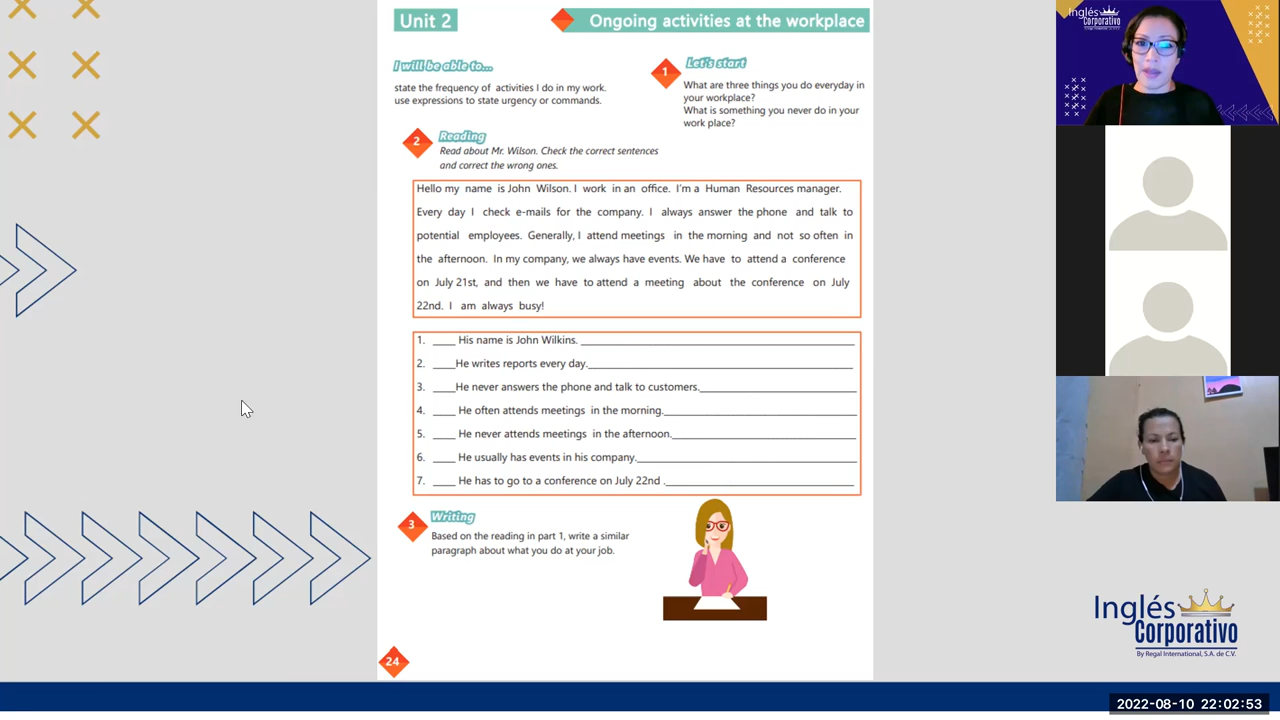 Unit 2
Ongoing activities at the workplace
I will be able to...
state the frequency of activities I do in my work.
use expressions to state urgency or commands.
1
Let's start
What are three things you do everyday in
your workplace?
What is something you never do in your
work place?
2
Reading
Read about Mr. Wilson. Check the correct sentences
and correct the wrong ones.
Hello my name is John Wilson. I work in an office. I'm a Human Resources manager.
Every day I check e-mails for the company. I always answer the phone and talk to
potential employees. Generally, I attend meetings in the morning and not so often in
the afternoon. In my company, we always have events. We have to attend a conference
on July 21st, and then we have to attend a meeting about the conference on July
22nd. I am always busy!
1. ____ His name is John Wilkins. ____
2. ____He writes reports every day.____
3. ____He never answers the phone and talk to customers.____
4. ____ He often attends meetings in the morning.____
5. ____ He never attends meetings in the afternoon.____
6. ____ He usually has events in his company.____
7. ____ He has to go to a conference on July 22nd .____
3
Writing
Based on the reading in part 1, write a similar
paragraph about what you do at your job.
24
Inglés
Corporativo
Inglés
Corporativo
By Regal International, S.A. de C.V.
2022-08-10 22:02:53